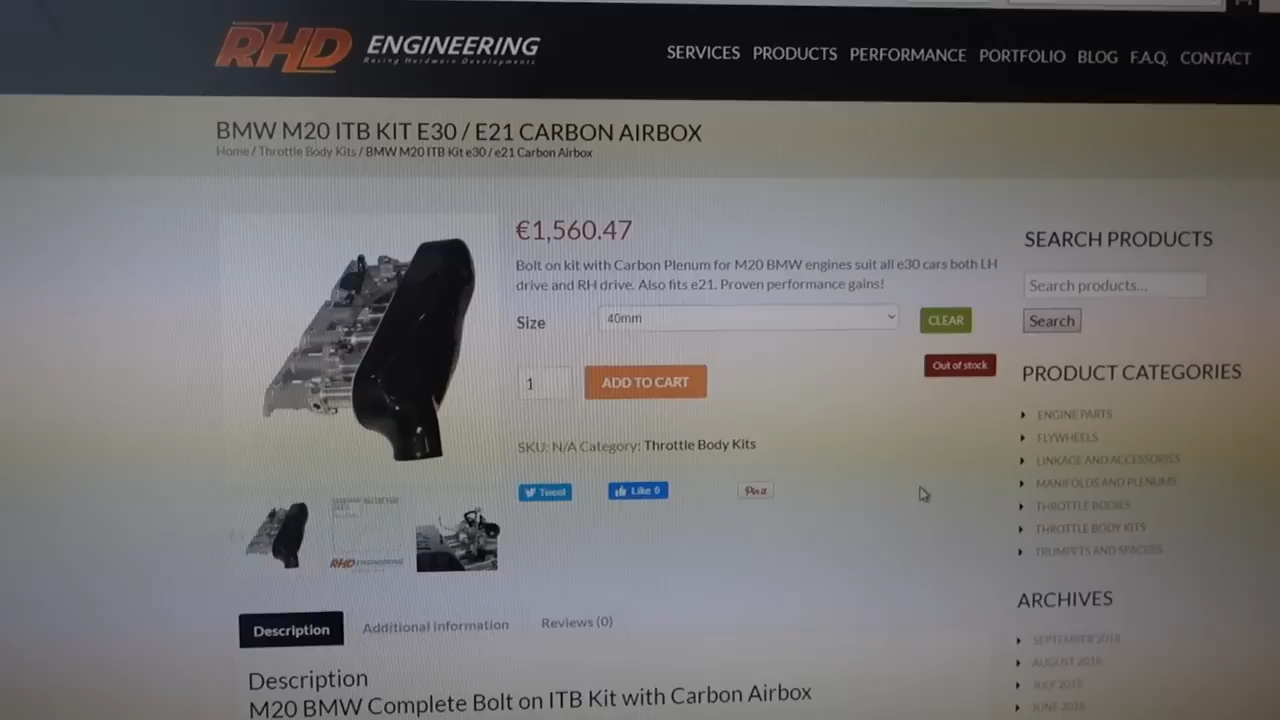 RHD ENGINEERING
Racing Hardware Developments
SERVICES PRODUCTS PERFORMANCE PORTFOLIO BLOG F.A.Q. CONTACT
BMW M20 ITB KIT E30 / E21 CARBON AIRBOX
Home / Throttle Body Kits / BMW M20 ITB Kit e30 / e21 Carbon Airbox
€1,560.47
Bolt on kit with Carbon Plenum for M20 BMW engines suit all e30 cars both LH
drive and RH drive. Also fits e21. Proven performance gains!
Size 40mm CLEAR
Out of stock
1 ADD TO CART
SKU: N/A Category: Throttle Body Kits
Tweet Like 0 Pin it
RHD ENGINEERING
Description Additional information Reviews (0)
Description
M20 BMW Complete Bolt on ITB Kit with Carbon Airbox
SEARCH PRODUCTS
Search products...
Search
PRODUCT CATEGORIES
ENGINE PARTS
FLYWHEELS
LINKAGE AND ACCESSORIES
MANIFOLDS AND PLENUMS
THROTTLE BODIES
THROTTLE BODY KITS
TRUMPETS AND SPACERS
ARCHIVES
SEPTEMBER 2018
AUGUST 2018
JULY 2018
JUNE 2018